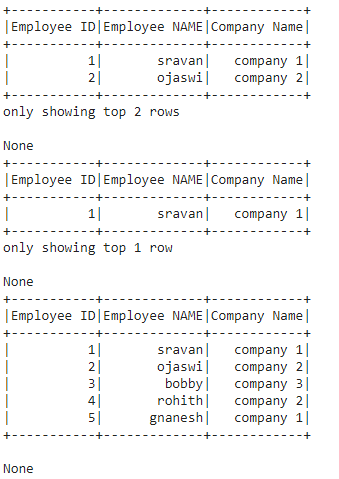 +-----------+-------------+------------+
|Employee ID|Employee NAME|Company Name|
+-----------+-------------+------------+
|          1|       sravan|   company 1|
|          2|       ojaswi|   company 2|
+-----------+-------------+------------+
only showing top 2 rows

None
+-----------+-------------+------------+
|Employee ID|Employee NAME|Company Name|
+-----------+-------------+------------+
|          1|       sravan|   company 1|
+-----------+-------------+------------+
only showing top 1 row

None
+-----------+-------------+------------+
|Employee ID|Employee NAME|Company Name|
+-----------+-------------+------------+
|          1|       sravan|   company 1|
|          2|       ojaswi|   company 2|
|          3|        bobby|   company 3|
|          4|       rohith|   company 2|
|          5|      gnanesh|   company 1|
+-----------+-------------+------------+

None